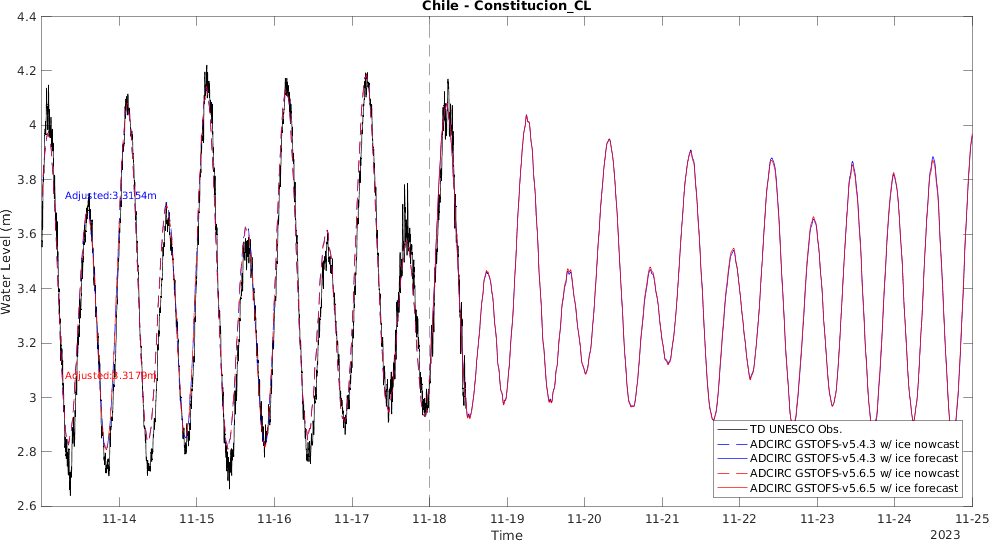 Chile - Constitucion_CL
4.4
4.2
4
3.8
3.6
3.4
3.2
3
2.8
2.6
Water Level (m)
Adjusted:3.3154m
Adjusted:3.3179m
TD UNESCO Obs.
ADCIRC GSTOFS-v5.4.3 w/ ice nowcast
ADCIRC GSTOFS-v5.4.3 w/ ice forecast
ADCIRC GSTOFS-v5.6.5 w/ ice nowcast
ADCIRC GSTOFS-v5.6.5 w/ ice forecast
11-14 11-15 11-16 11-17 11-18 11-19 11-20 11-21 11-22 11-23 11-24 11-25
Time
2023